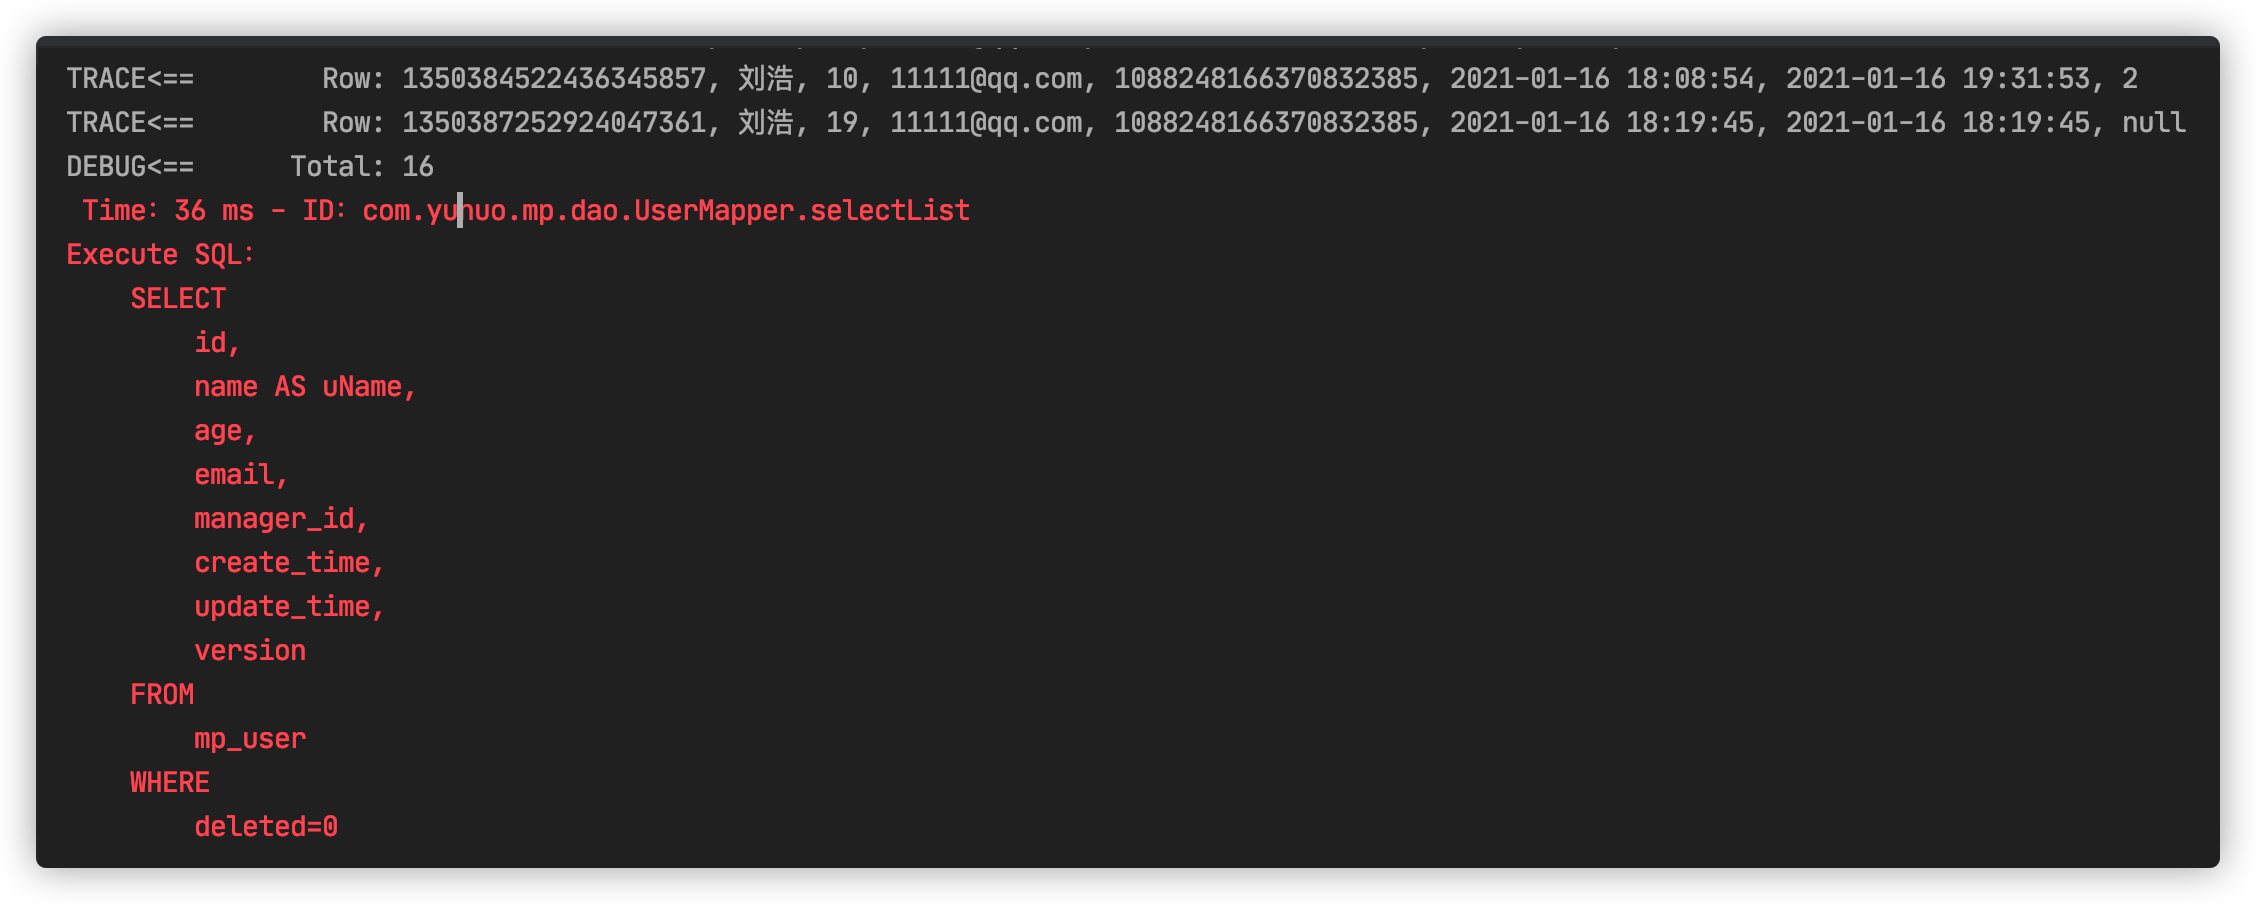 TRACE<==        Row: 1350384522436345857, 刘浩, 10, 11111@qq.com, 1088248166370832385, 2021-01-16 18:08:54, 2021-01-16 19:31:53, 2
TRACE<==        Row: 1350387252924047361, 刘浩, 19, 11111@qq.com, 1088248166370832385, 2021-01-16 18:19:45, 2021-01-16 18:19:45, null
DEBUG<==      Total: 16
 Time：36 ms - ID：com.yunuo.mp.dao.UserMapper.selectList
Execute SQL：
    SELECT
        id,
        name AS uName,
        age,
        email,
        manager_id,
        create_time,
        update_time,
        version
    FROM
        mp_user
    WHERE
        deleted=0